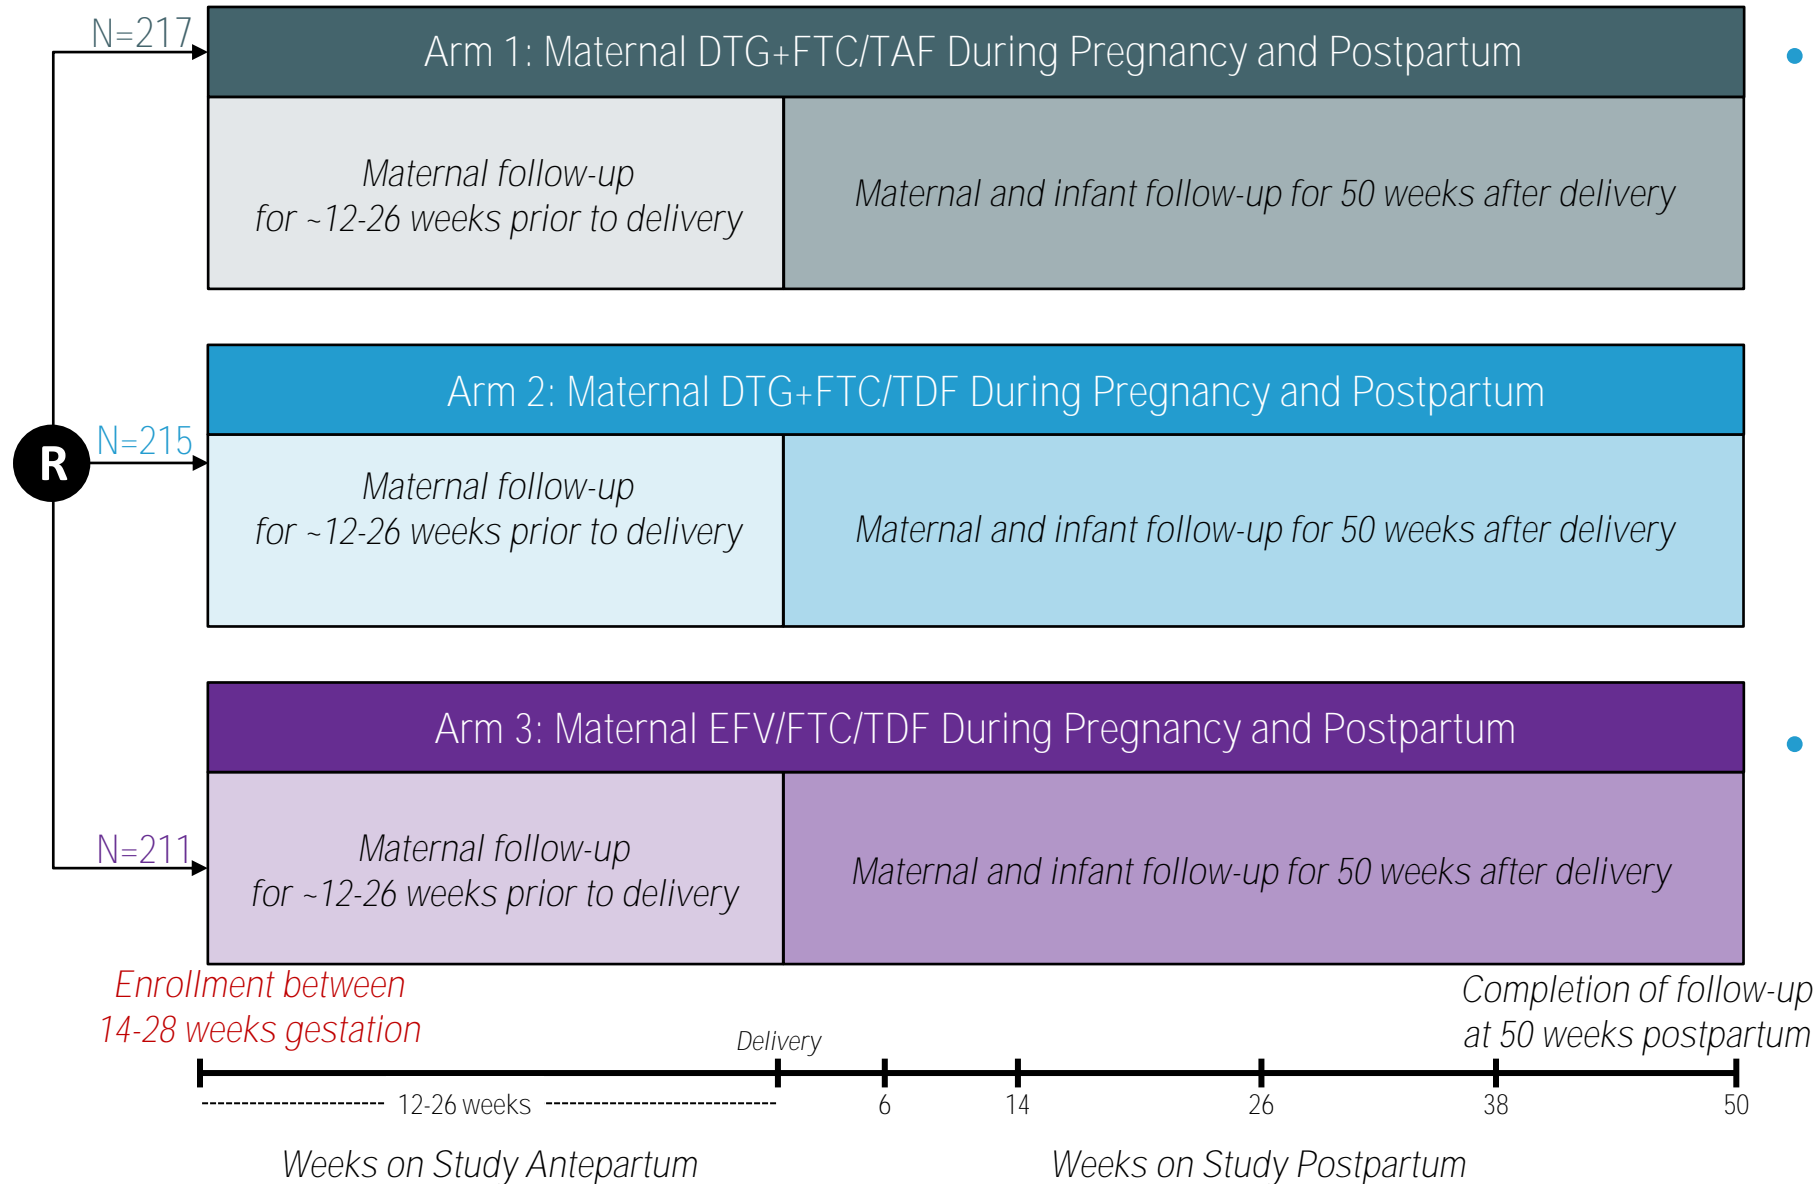 N=217
Arm 1: Maternal DTG+FTC/TAF During Pregnancy and Postpartum
Maternal follow-up
for ~12-26 weeks prior to delivery
Maternal and infant follow-up for 50 weeks after delivery
Arm 2: Maternal DTG+FTC/TDF During Pregnancy and Postpartum
N=215
R
Maternal follow-up
for ~12-26 weeks prior to delivery
Maternal and infant follow-up for 50 weeks after delivery
Arm 3: Maternal EFV/FTC/TDF During Pregnancy and Postpartum
N=211
Maternal follow-up
for ~12-26 weeks prior to delivery
Maternal and infant follow-up for 50 weeks after delivery
Enrollment between
14-28 weeks gestation
Delivery
Completion of follow-up
at 50 weeks postpartum
12-26 weeks
6
14
26
38
50
Weeks on Study Antepartum
Weeks on Study Postpartum